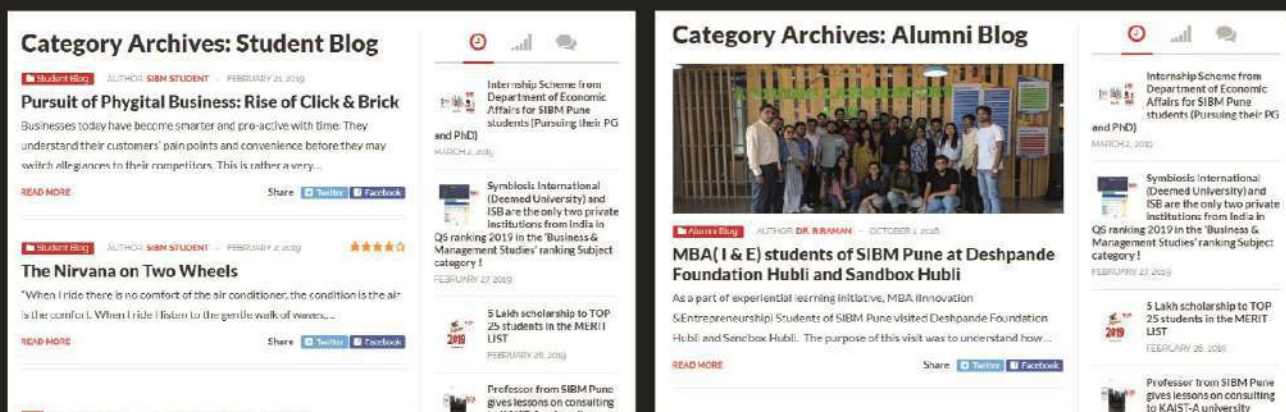 Category Archives: Student Blog
Student Blog AUTHOR SIBM STUDENT - FEBRUARY 21, 2019
Pursuit of Phygital Business: Rise of Click & Brick
Businesses today have become smarter and pro-active with time. They
understand their customers' pain points and convenience before they may
switch allegiances to their competitors. This is rather a very...
READ MORE
Share Twitter Facebook
Student Blog AUTHOR SIBM STUDENT - FEBRUARY 2, 2019
The Nirvana on Two Wheels
"When I ride there is no comfort of the air conditioner, the condition is the air
is the comfort. When I ride I listen to the gentle walk of waves,...
READ MORE
Share Twitter Facebook
Internship Scheme from
Department of Economic
Affairs for SIBM Pune
students (Pursuing their PG
and PhD)
MARCH 2, 2019
Symbiosis International
(Deemed University) and
ISB are the only two private
institutions from India in
QS ranking 2019 in the 'Business &
Management Studies' ranking Subject
category !
FEBRUARY 27, 2019
5 Lakh scholarship to TOP
25 students in the MERIT
LIST
2019
FEBRUARY 26, 2019
Professor from SIBM Pune
gives lessons on consulting
Category Archives: Alumni Blog
Alumni Blog AUTHOR DR. R.RAMAN - OCTOBER 1, 2018
MBA( I & E) students of SIBM Pune at Deshpande
Foundation Hubli and Sandbox Hubli
As a part of experiential learning initiative, MBA (Innovation
&Entrepreneurship) Students of SIBM Pune visited Deshpande Foundation
Hubli and Sandbox Hubli. The purpose of this visit was to understand how...
READ MORE
Share Twitter Facebook
Internship Scheme from
Department of Economic
Affairs for SIBM Pune
students (Pursuing their PG
and PhD)
MARCH 2, 2019
Symbiosis International
(Deemed University) and
ISB are the only two private
institutions from India in
QS ranking 2019 in the 'Business &
Management Studies' ranking Subject
category !
FEBRUARY 27, 2019
5 Lakh scholarship to TOP
25 students in the MERIT
LIST
2019
FEBRUARY 26, 2019
Professor from SIBM Pune
gives lessons on consulting
to KAIST-A university